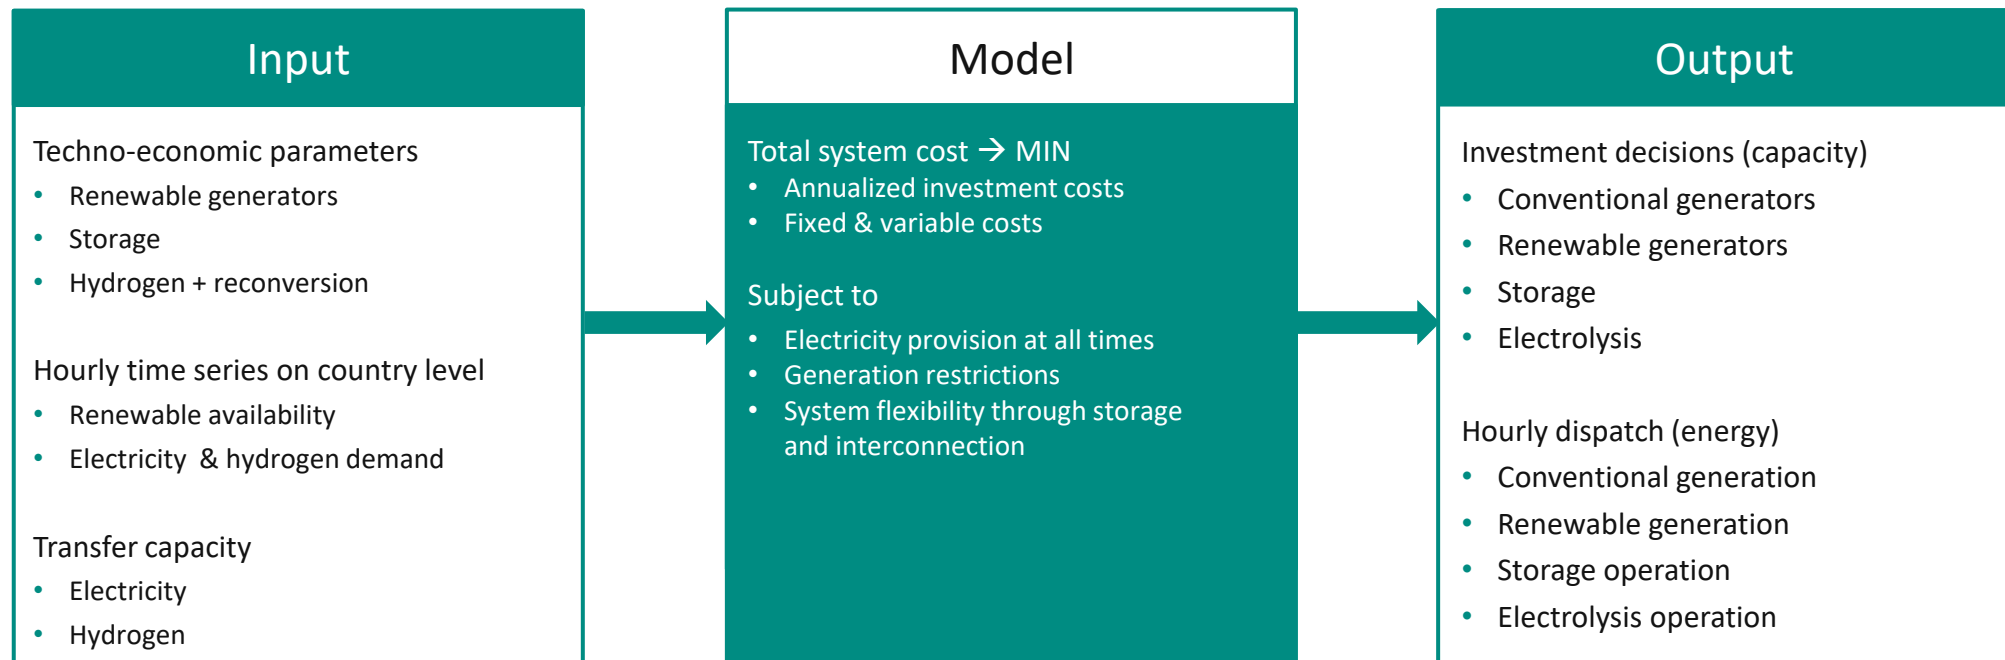 Input
Techno-economic parameters
• Renewable generators
• Storage
• Hydrogen + reconversion
Hourly time series on country level
• Renewable availability
• Electricity & hydrogen demand
Transfer capacity
• Electricity
• Hydrogen
Model
Total system cost → MIN
• Annualized investment costs
• Fixed & variable costs
Subject to
• Electricity provision at all times
• Generation restrictions
• System flexibility through storage
and interconnection
Output
Investment decisions (capacity)
• Conventional generators
• Renewable generators
• Storage
• Electrolysis
Hourly dispatch (energy)
• Conventional generation
• Renewable generation
• Storage operation
• Electrolysis operation